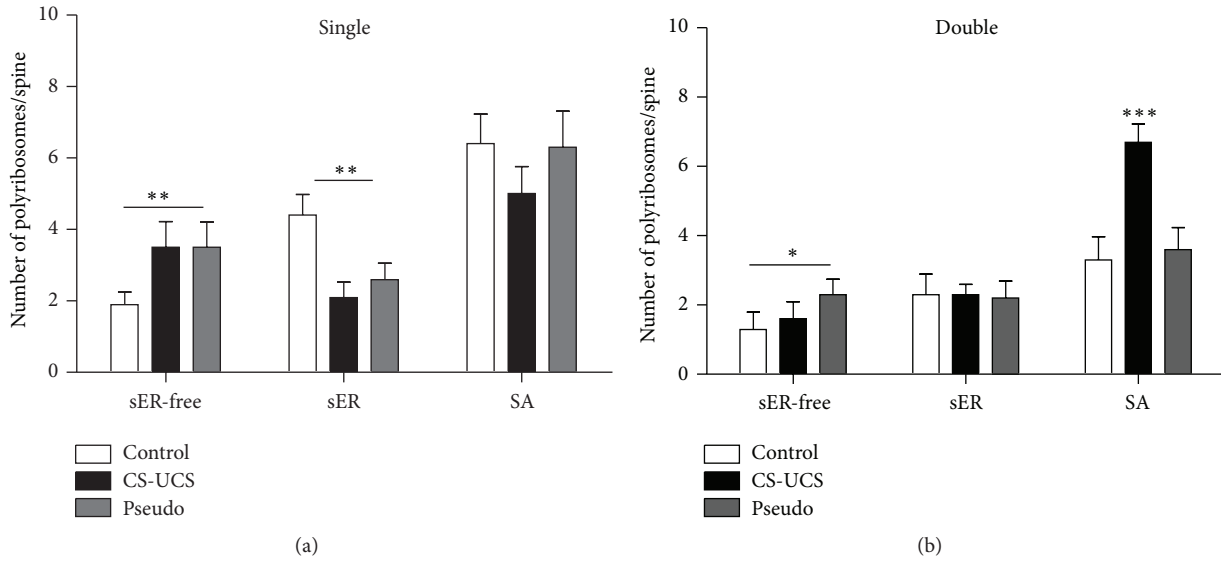 Single
Number of polyribosomes/spine
10
8
6
4
2
0
**
**
sER-free
sER
SA
Control
CS-UCS
Pseudo
(a)
Double
Number of polyribosomes/spine
10
8
6
4
2
0
*
***
sER-free
sER
SA
Control
CS-UCS
Pseudo
(b)